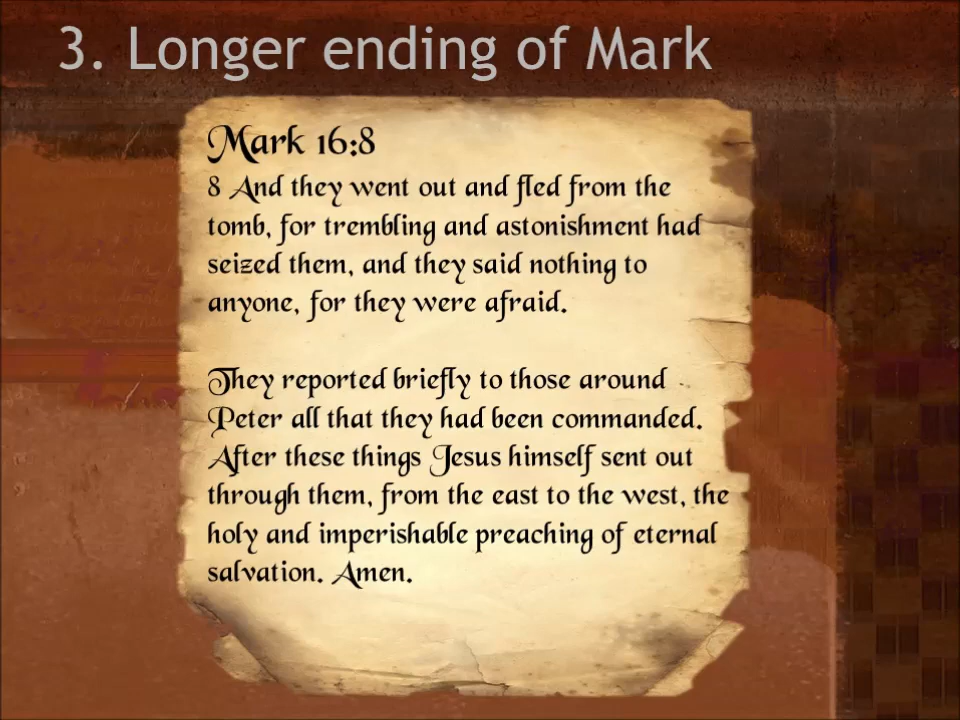 3. Longer ending of Mark
Mark 16:8
8 And they went out and fled from the
tomb, for trembling and astonishment had
seized them, and they said nothing to
anyone, for they were afraid.
They reported briefly to those around
Peter all that they had been commanded.
After these things Jesus himself sent out
through them, from the east to the west, the
holy and imperishable preaching of eternal
salvation. Amen.